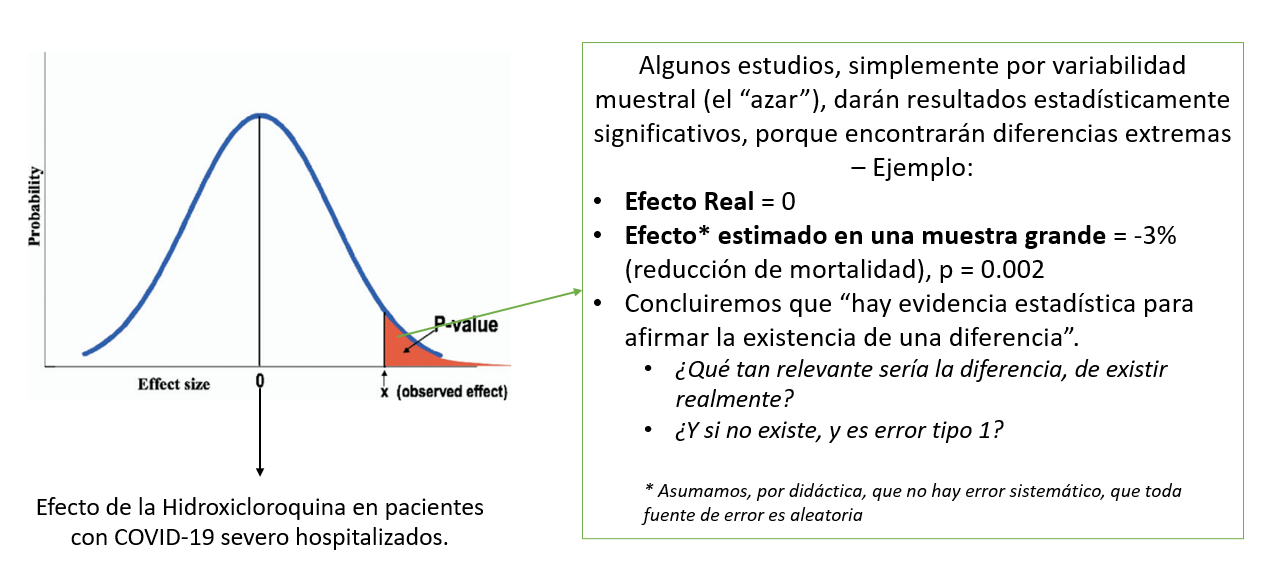 Probability
P-value
Effect size
0
x (observed effect)
Efecto de la Hidroxicloroquina en pacientes
con COVID-19 severo hospitalizados.
Algunos estudios, simplemente por variabilidad
muestral (el “azar”), darán resultados estadísticamente
significativos, porque encontrarán diferencias extremas
– Ejemplo:
• Efecto Real = 0
• Efecto* estimado en una muestra grande = -3%
(reducción de mortalidad), p = 0.002
• Concluiremos que “hay evidencia estadística para
afirmar la existencia de una diferencia”.
• ¿Qué tan relevante sería la diferencia, de existir
realmente?
• ¿Y si no existe, y es error tipo 1?
* Asumamos, por didáctica, que no hay error sistemático, que toda
fuente de error es aleatoria